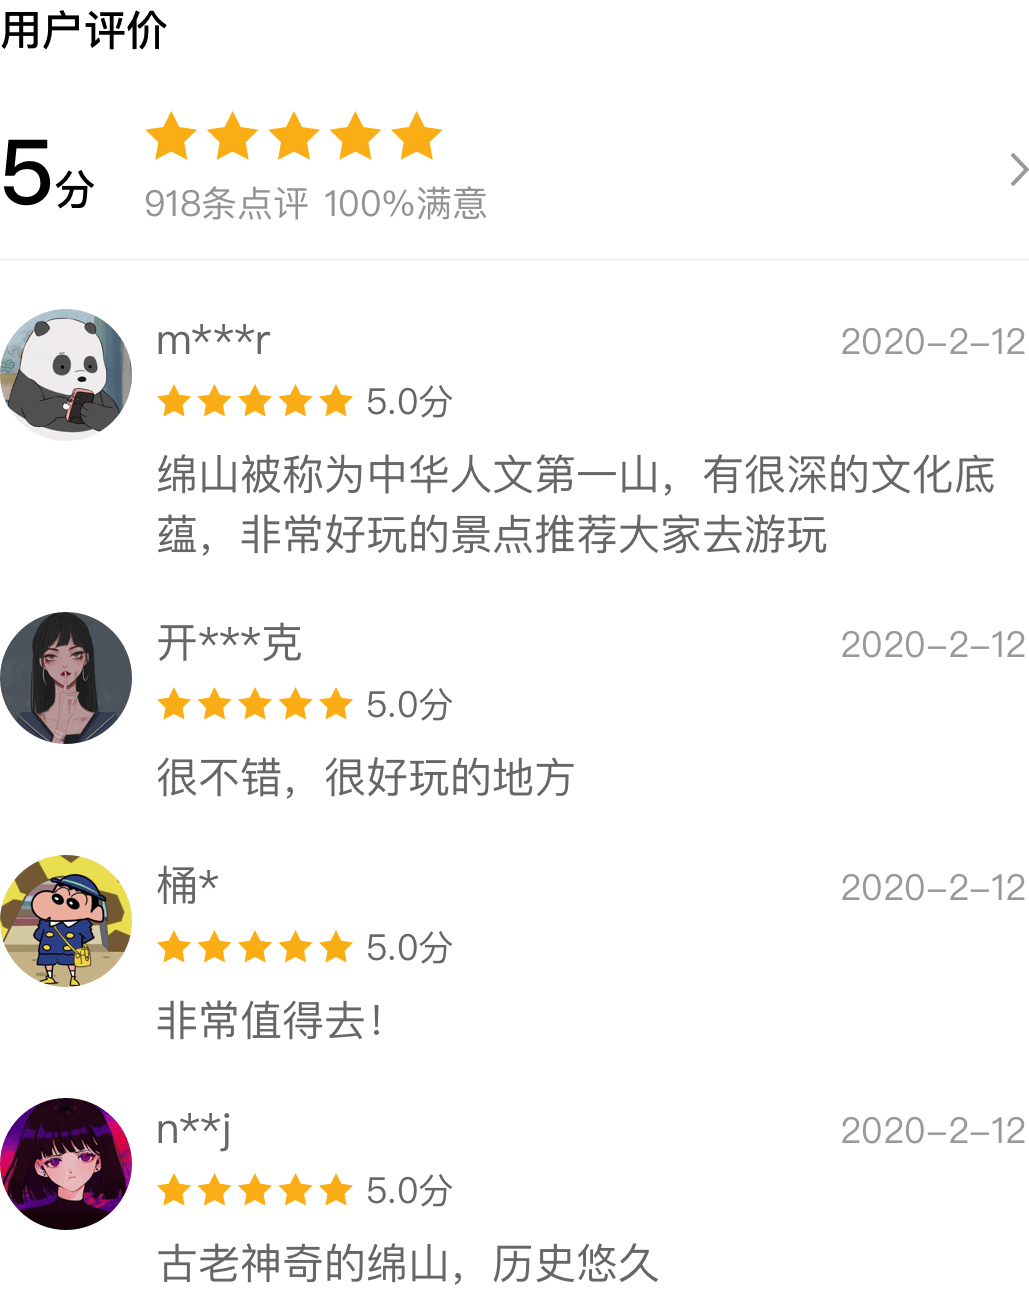 用户评价
5分
918条点评 100%满意
m***r
2020-2-12
5.0分
绵山被称为中华人文第一山，有很深的文化底
蕴，非常好玩的景点推荐大家去游玩
开***克
2020-2-12
5.0分
很不错，很好玩的地方
桶*
2020-2-12
5.0分
非常值得去！
n**j
2020-2-12
5.0分
古老神奇的绵山，历史悠久